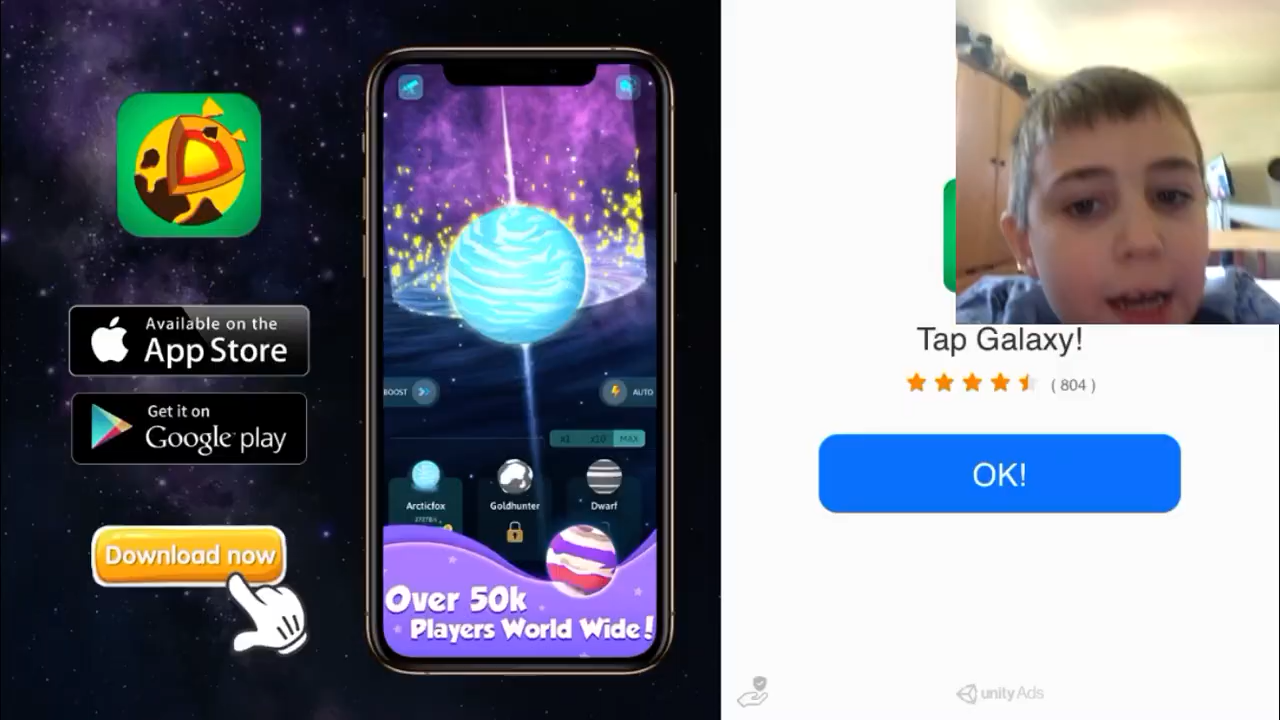 Available on the
App Store
Get it on
Google play
Download now
BOOST
AUTO
x1 x10 MAX
Arcticfox
Goldhunter
Dwarf
Over 50k
Players World Wide!
Tap Galaxy!
( 804 )
OK!
unity Ads